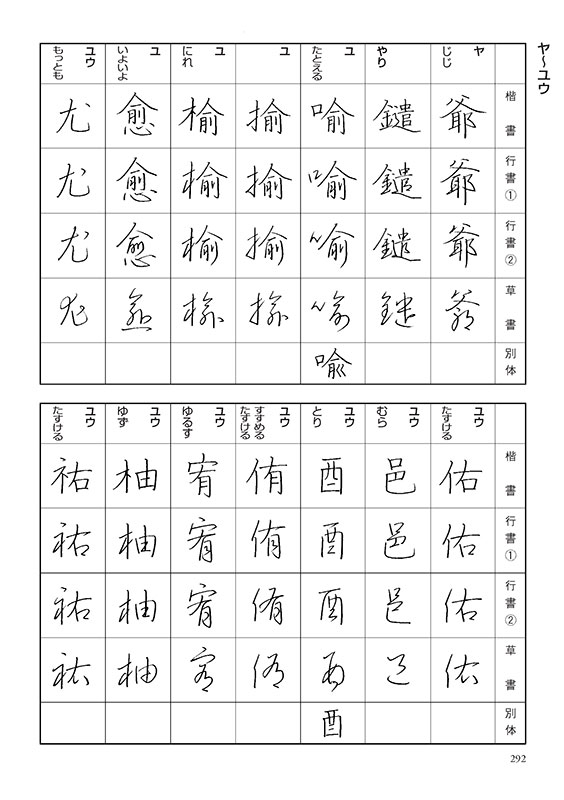 ヤ〜ユウ
楷書
行書①
行書②
草書
別体
ヤ
じじ
爺
爺
爺
爺
やり
鑓
鑓
鑓
鑓
ユ
たとえる
喻
喻
喻
喻
喩
ユ
揄
揄
揄
揄
ユ
にれ
楡
楡
楡
楡
ユ
いよいよ
愈
愈
愈
愈
ユウ
もっとも
尤
尤
尤
尤
楷書
行書①
行書②
草書
別体
ユウ
たすける
佑
佑
佑
佑
ユウ
むら
邑
邑
邑
邑
ユウ
とり
酉
酉
酉
酉
酉
ユウ
すすめる
たすける
侑
侑
侑
侑
ユウ
ゆるす
宥
宥
宥
宥
ユウ
ゆず
柚
柚
柚
柚
ユウ
たすける
祐
祐
祐
祐
292